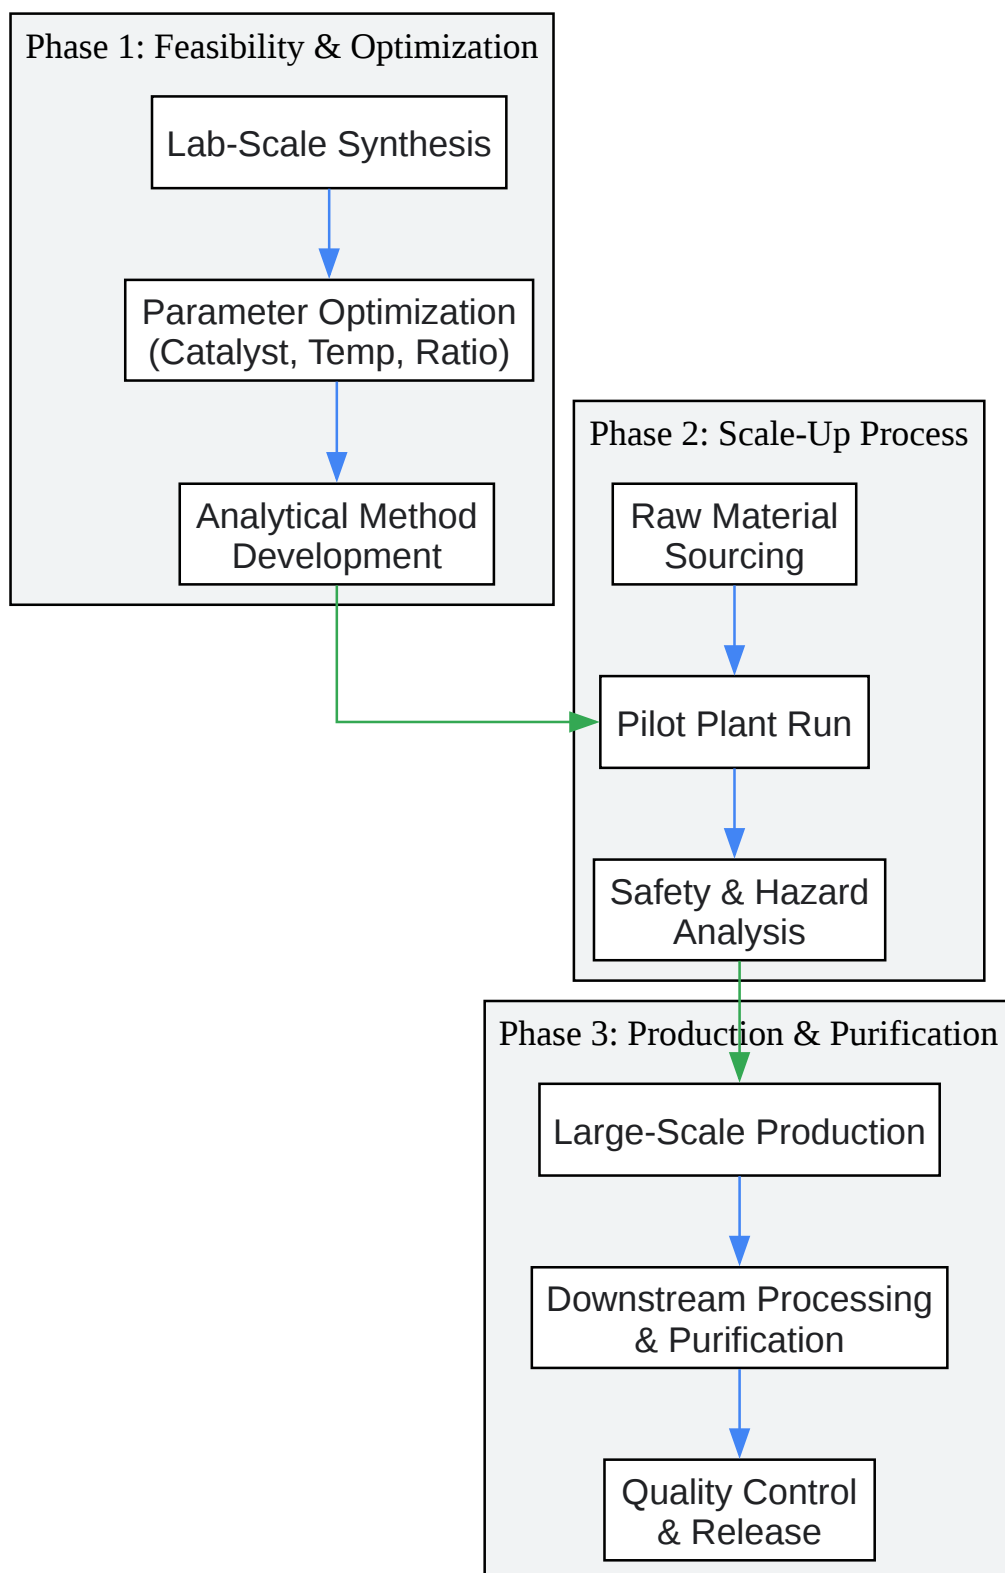 Phase 1: Feasibility & Optimization
Lab-Scale Synthesis
Parameter Optimization
(Catalyst, Temp, Ratio)
Analytical Method
Development
Phase 2: Scale-Up Process
Raw Material
Sourcing
Pilot Plant Run
Safety & Hazard
Analysis
Phase 3: Production & Purification
Large-Scale Production
Downstream Processing
& Purification
Quality Control
& Release